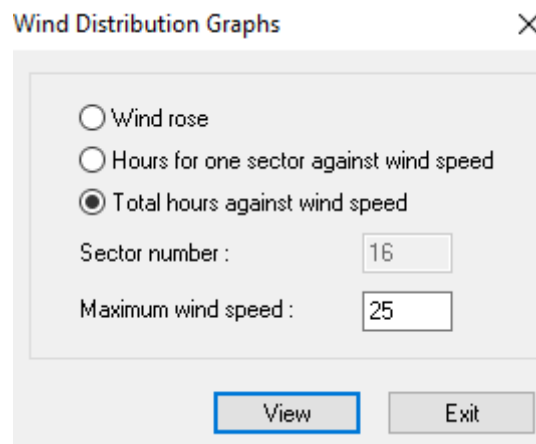 Wind Distribution Graphs
Wind rose
Hours for one sector against wind speed
Total hours against wind speed
Sector number : 16
Maximum wind speed : 25
View Exit